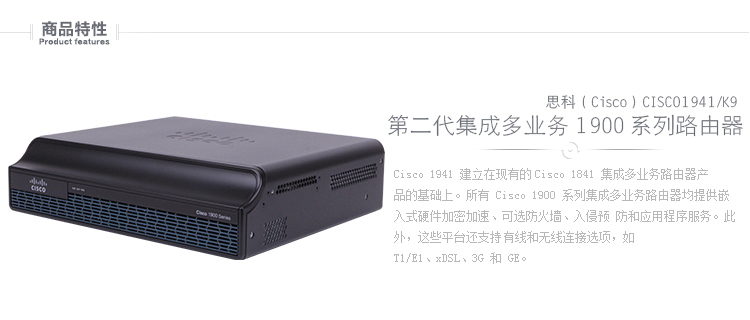 商品特性
Product features
思科（Cisco）CISCO1941/K9
第二代集成多业务 1900 系列路由器
Cisco 1941 建立在现有的 Cisco 1841 集成多业务路由器产
品的基础上。所有 Cisco 1900 系列集成多业务路由器均提供嵌
入式硬件加密加速、可选防火墙、入侵预 防和应用程序服务。此
外，这些平台还支持有线和无线连接选项，如
T1/E1、xDSL、3G 和 GE。
CISCO
Cisco 1900 Series